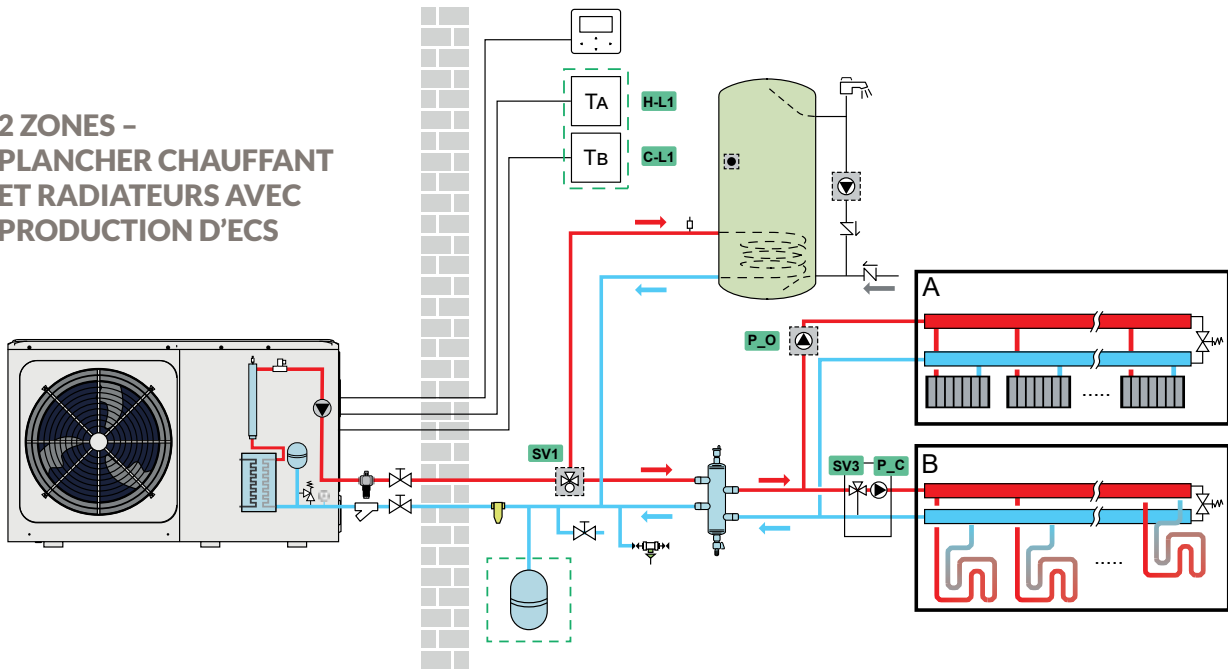 2 ZONES –
PLANCHER CHAUFFANT
ET RADIATEURS AVEC
PRODUCTION D'ECS
TA
H-L1
TB
C-L1
A
P_O
SV1
SV3
P_C
B